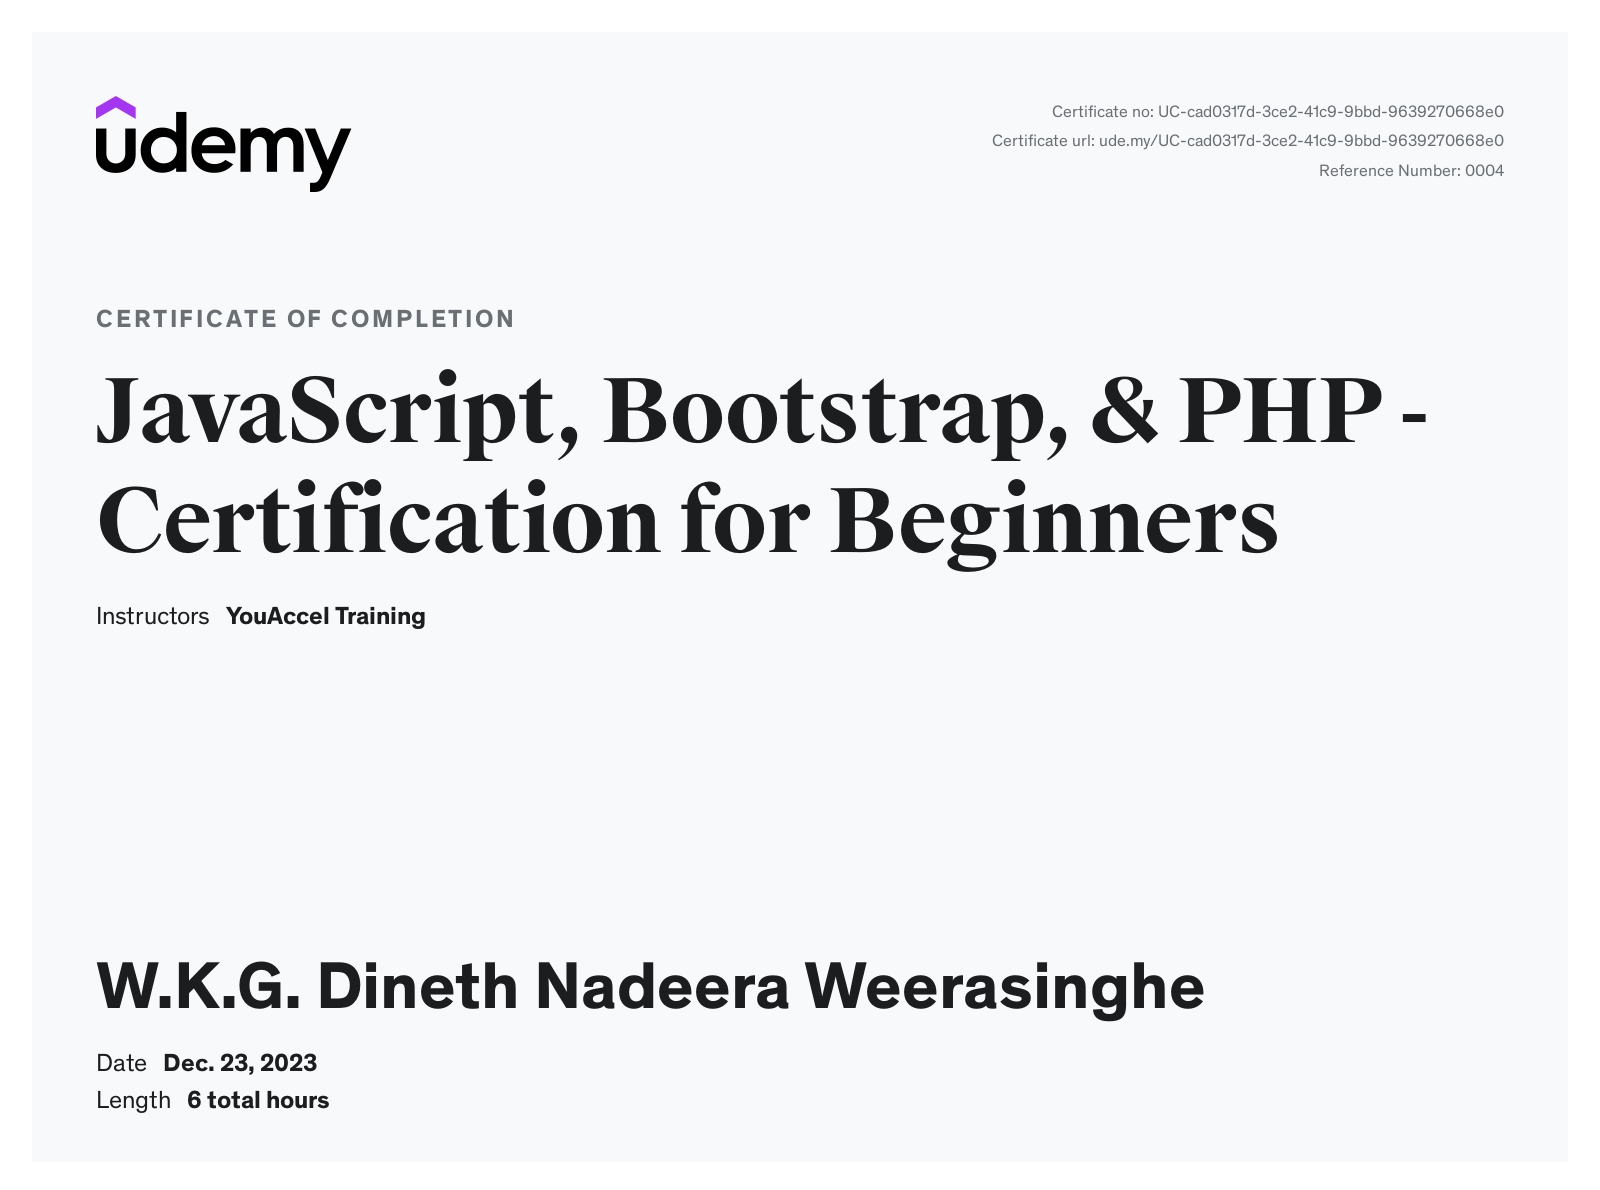 udemy
Certificate no: UC-cad0317d-3ce2-41c9-9bbd-9639270668e0
Certificate url: ude.my/UC-cad0317d-3ce2-41c9-9bbd-9639270668e0
Reference Number: 0004
CERTIFICATE OF COMPLETION
JavaScript, Bootstrap, & PHP -
Certification for Beginners
Instructors YouAccel Training
W.K.G. Dineth Nadeera Weerasinghe
Date Dec. 23, 2023
Length 6 total hours